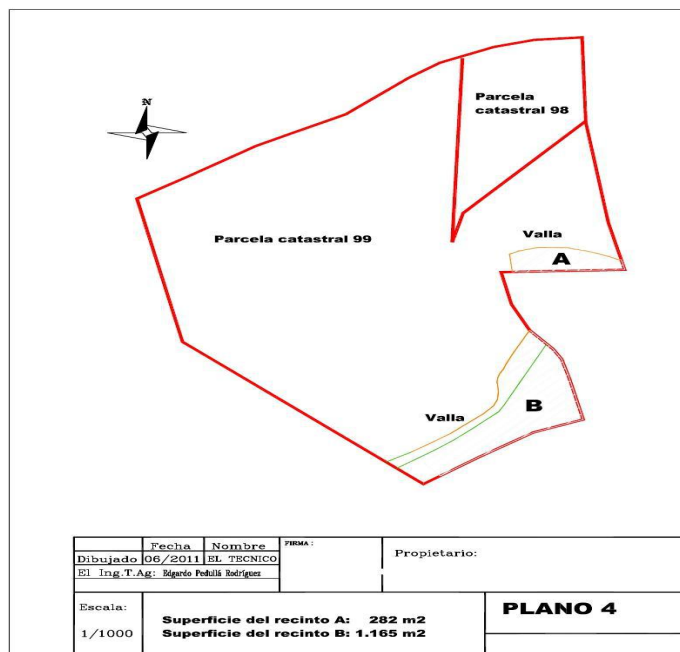 N
Parcela
catastral 98
Parcela catastral 99
Valla
A
Valla
B
Fecha Nombre FIRMA:
Dibujado 06/2011 EL TECNICO Propietario:
El Ing.T.Ag: Edgardo Pedullá Rodríguez
Escala:
1/1000
Superficie del recinto A: 282 m2
Superficie del recinto B: 1.165 m2
PLANO 4